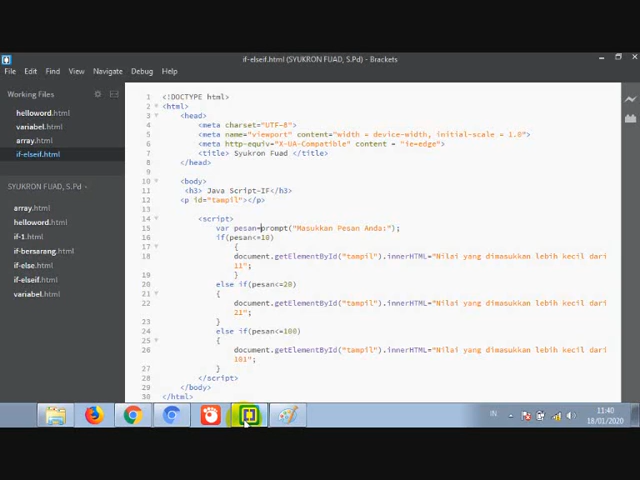 if-elseif.html (SYUKRON FUAD, S.Pd) - Brackets
File Edit Find View Navigate Debug Help
Working Files
helloword.html
variabel.html
array.html
if-elseif.html
SYUKRON FUAD, S.Pd
array.html
if-1.html
if-bersarang.html
if-else.html
if-elseif.html
variabel.html
1 <!DOCTYPE html>
2 <html>
3 <head>
4 <meta charset="UTF-8">
5 <meta name="viewport" content="width = device-width, initial-scale = 1.0">
6 <meta http-equiv="X-UA-Compatible" content = "ie=edge">
7 <title> Syukron Fuad </title>
8 </head>
9
10 <body>
11 <h3> Java Script-IF</h3>
12 <p id="tampil"></p>
13
14 <script>
15 var pesan=prompt("Masukkan Pesan Anda:");
16 if(pesan<=10)
17 {
18 document.getElementById("tampil").innerHTML="Nilai yang dimasukkan lebih kecil dari
11";
19 }
20 else if(pesan<=20)
21 {
22 document.getElementById("tampil").innerHTML="Nilai yang dimasukkan lebih kecil dari
21";
23 }
24 else if(pesan<=100)
25 {
26 document.getElementById("tampil").innerHTML="Nilai yang dimasukkan lebih kecil dari
101";
27 }
28 </script>
29 </body>
30 </html>
IN
11:40
18/01/2020